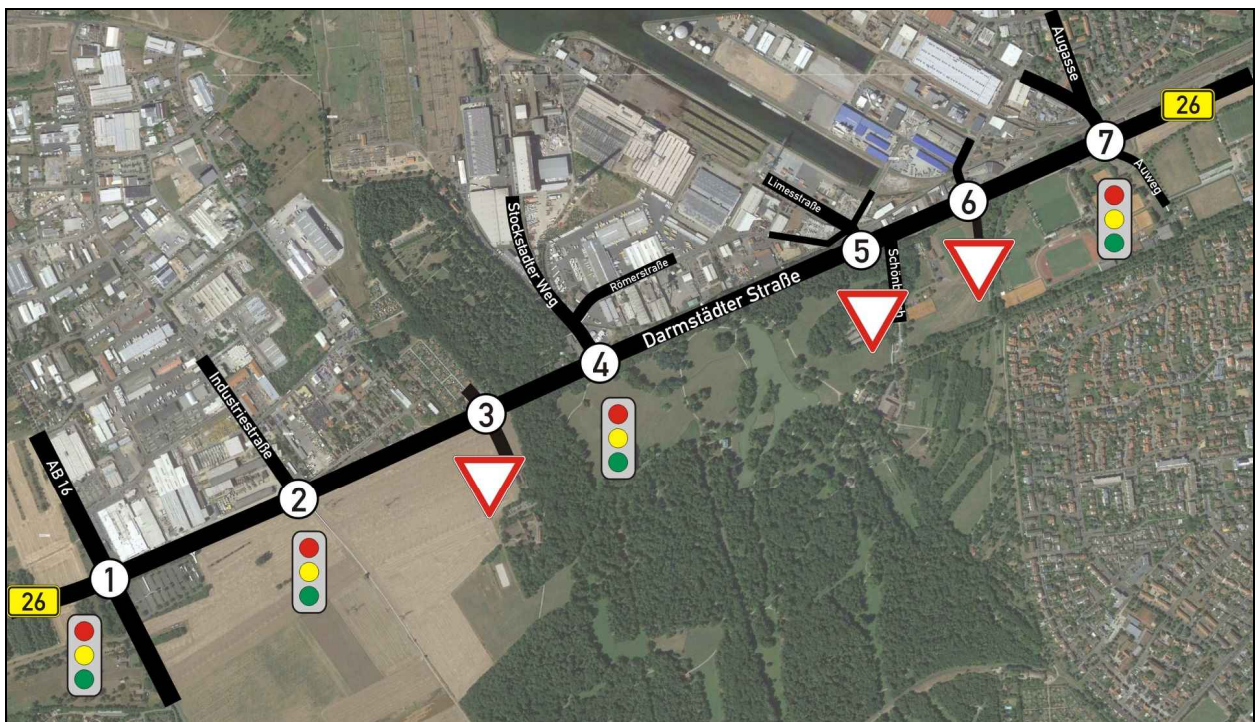 Augasse
26
7
Auweg
Limesstraße
6
5
Stockstadter Weg
Römerstraße
Darmstädter Straße
4
Industriestraße
3
AB 16
2
1
26